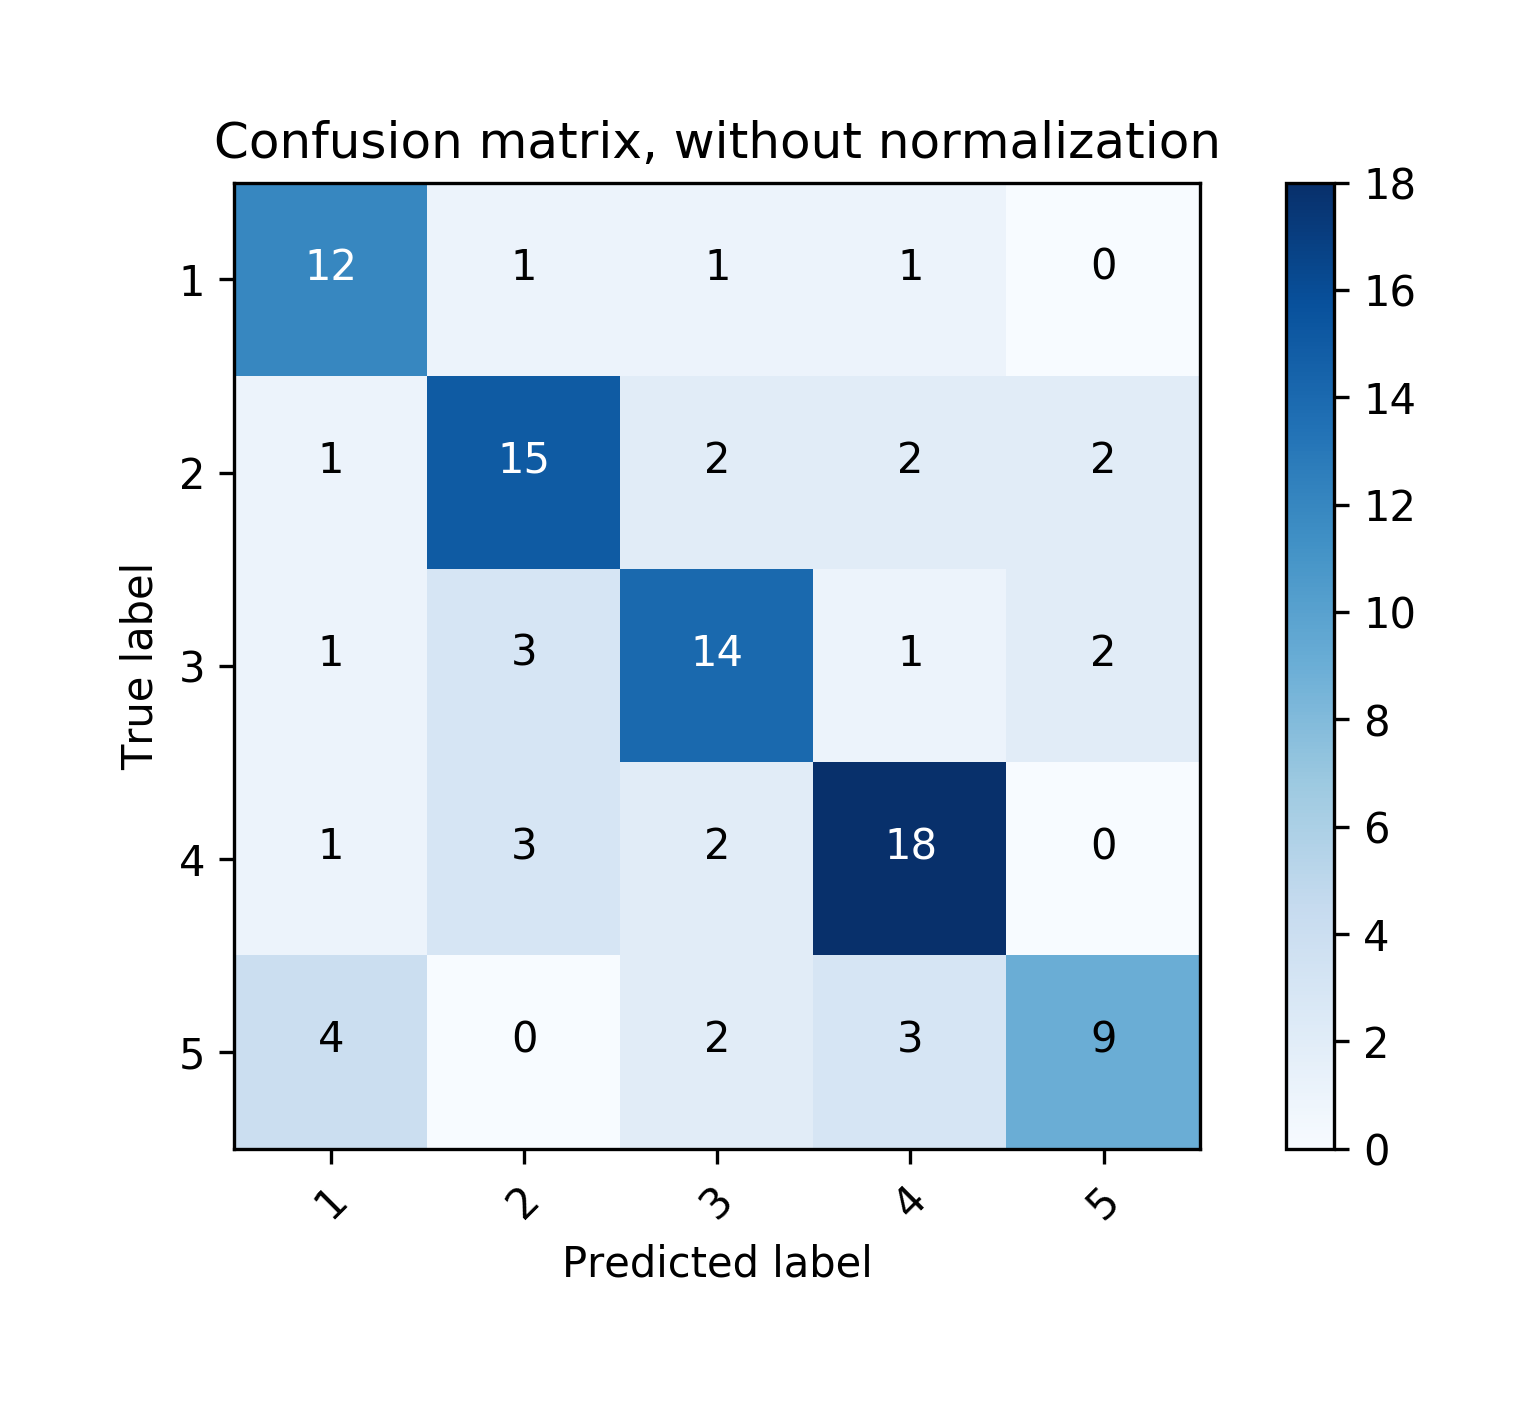 Confusion matrix, without normalization
1 12 1 1 1 0
2 1 15 2 2 2
3 1 3 14 1 2
4 1 3 2 18 0
5 4 0 2 3 9
1 2 3 4 5
True label
Predicted label
18
16
14
12
10
8
6
4
2
0